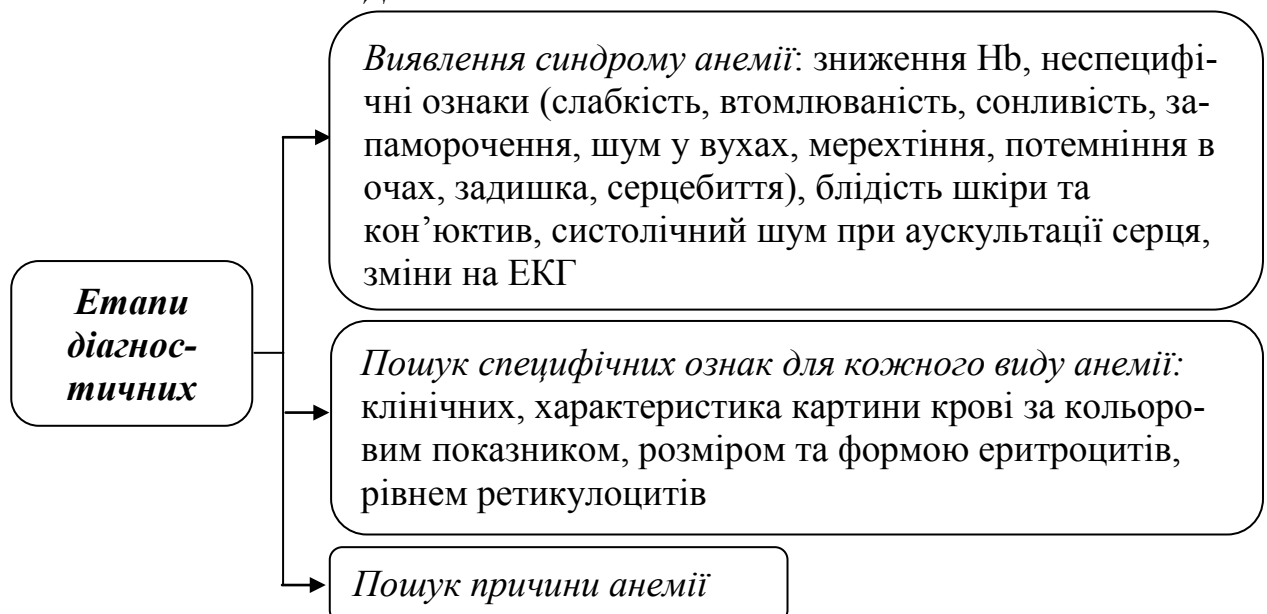 Виявлення синдрому анемії: зниження Hb, неспецифі-
чні ознаки (слабкість, втомлюваність, сонливість, за-
паморочення, шум у вухах, мерехтіння, потемніння в
очах, задишка, серцебиття), блідість шкіри та
кон’юктив, систолічний шум при аускультації серця,
зміни на ЕКГ
Етапи
діагнос-
тичних
Пошук специфічних ознак для кожного виду анемії:
клінічних, характеристика картини крові за кольоро-
вим показником, розміром та формою еритроцитів,
рівнем ретикулоцитів
Пошук причини анемії